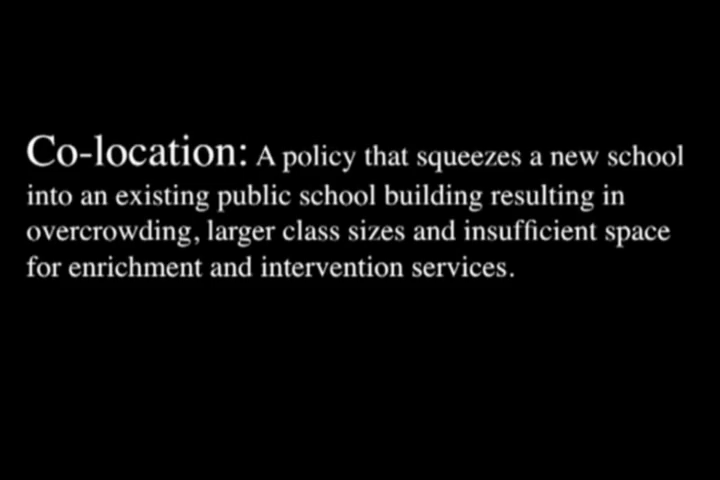 Co-location: A policy that squeezes a new school
into an existing public school building resulting in
overcrowding, larger class sizes and insufficient space
for enrichment and intervention services.